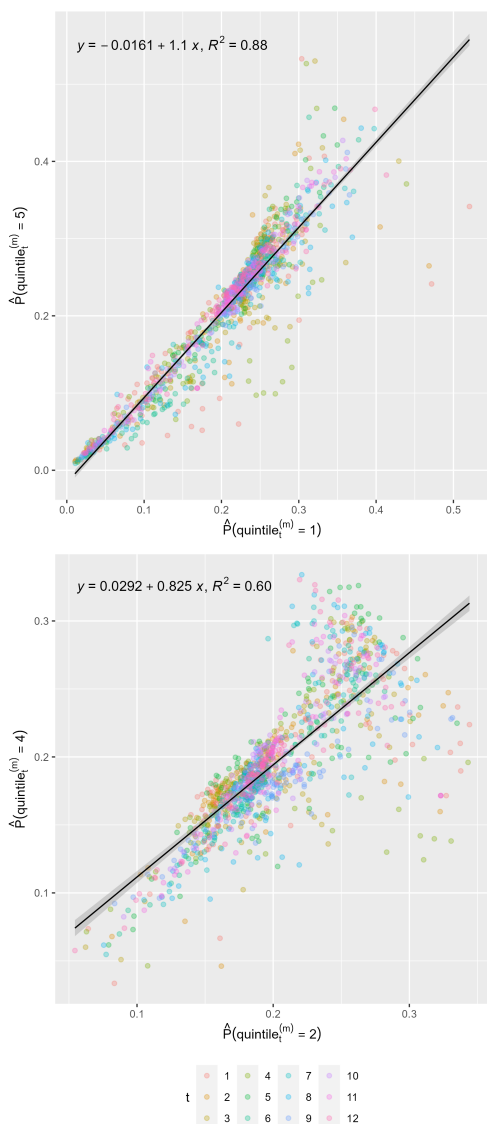 y = − 0.0161 + 1.1 x, R² = 0.88
0.4
0.2
0.0
P̂(quintile_t^(m) = 5)
0.0 0.1 0.2 0.3 0.4 0.5
P̂(quintile_t^(m) = 1)
y = 0.0292 + 0.825 x, R² = 0.60
0.3
0.2
0.1
P̂(quintile_t^(m) = 4)
0.1 0.2 0.3
P̂(quintile_t^(m) = 2)
1 4 7 10
t 2 5 8 11
3 6 9 12